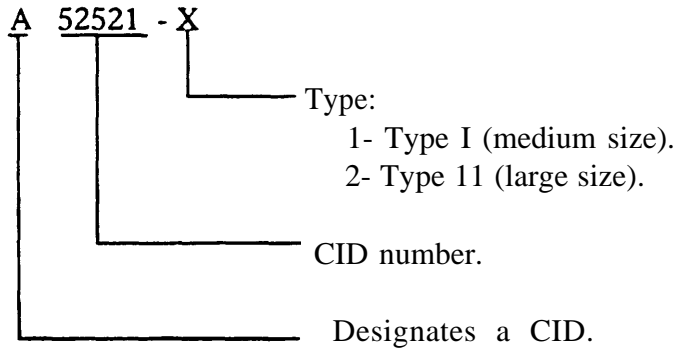 A 52521 - X
Type:
1- Type I (medium size).
2- Type 11 (large size).
CID number.
Designates a CID.